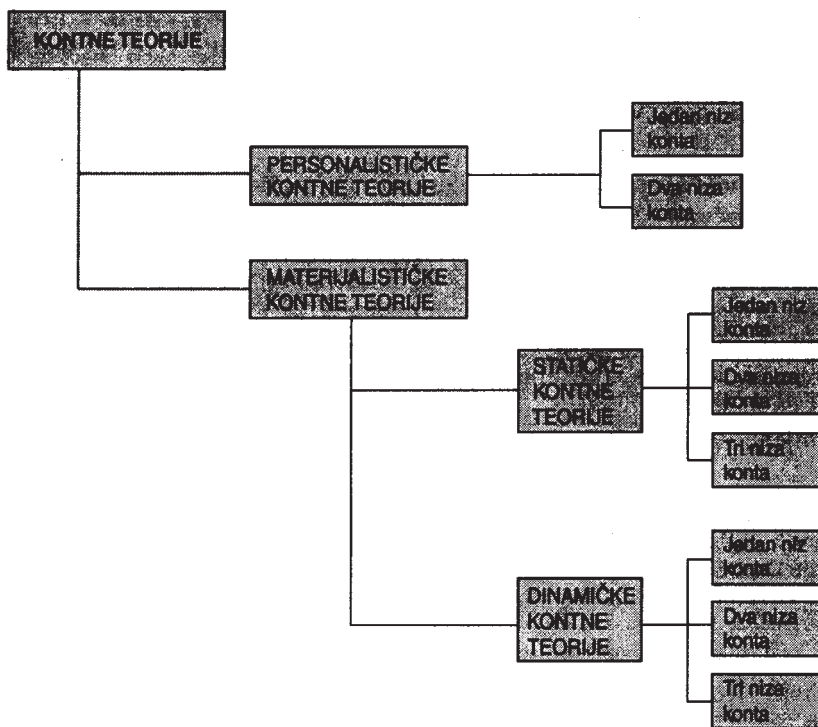 KONTNE TEORIJE
PERSONALISTIČKE
KONTNE TEORIJE
Jedan niz
konta
Dva niza
konta
MATERIJALISTIČKE
KONTNE TEORIJE
STATIČKE
KONTNE
TEORIJE
Jedan niz
konta
Dva niza
konta
Tri niza
konta
DINAMIČKE
KONTNE
TEORIJE
Jedan niz
konta
Dva niza
konta
Tri niza
konta